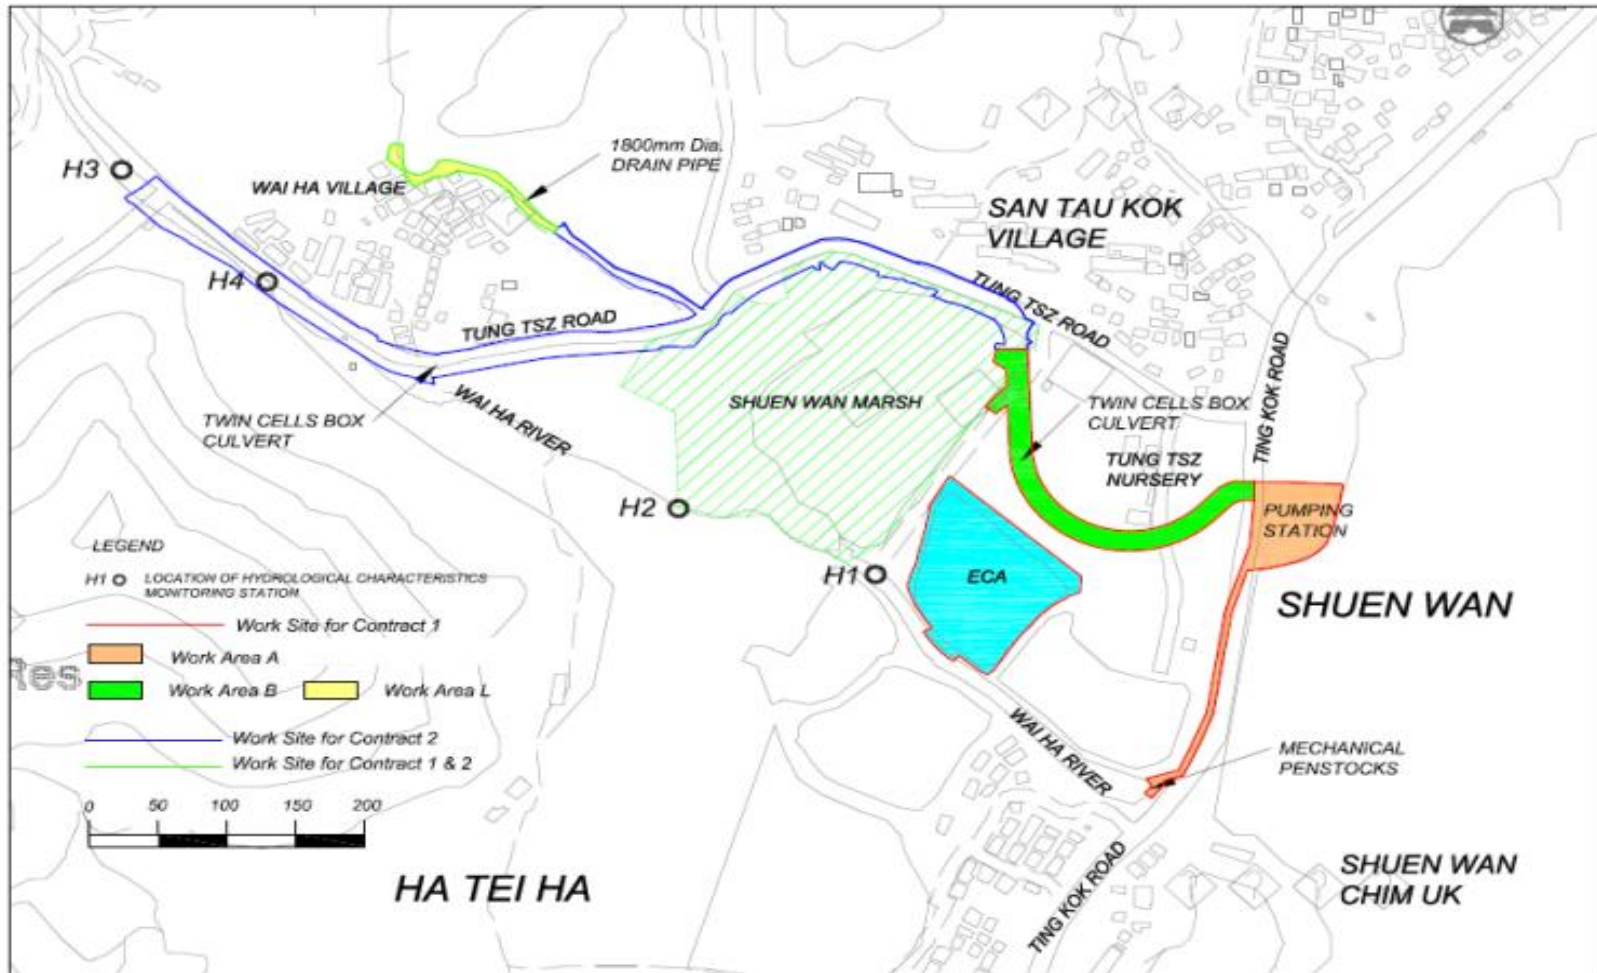 1800mm Dia.
DRAIN PIPE
H3
WAI HA VILLAGE
SAN TAU KOK
VILLAGE
H4
TUNG TSZ ROAD
TUNG TSZ ROAD
TING KOK ROAD
WAI HA RIVER
SHUEN WAN MARSH
TWIN CELLS BOX
CULVERT
TWIN CELLS BOX
CULVERT
TUNG TSZ
NURSERY
H2
PUMPING
STATION
LEGEND
H1
ECA
H1 LOCATION OF HYDROLOGICAL CHARACTERISTICS
MONITORING STATION
SHUEN WAN
Work Site for Contract 1
Work Area A
Res
Work Area B
Work Area L
WAI HA RIVER
Work Site for Contract 2
MECHANICAL
PENSTOCKS
Work Site for Contract 1 & 2
0 50 100 150 200
HA TEI HA
TING KOK ROAD
SHUEN WAN
CHIM UK
? ? ?
? ? ? ?